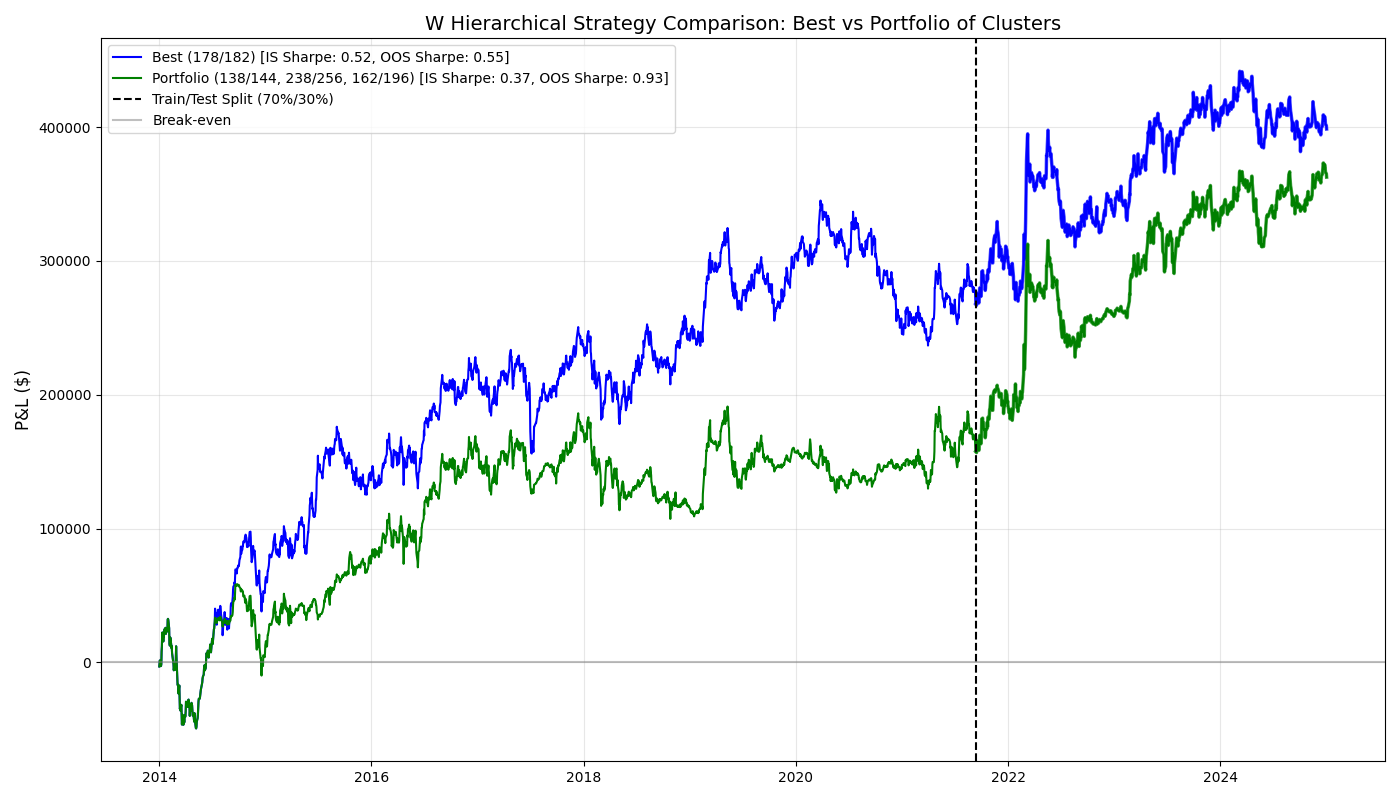 W Hierarchical Strategy Comparison: Best vs Portfolio of Clusters
Best (178/182) [IS Sharpe: 0.52, OOS Sharpe: 0.55]
Portfolio (138/144, 238/256, 162/196) [IS Sharpe: 0.37, OOS Sharpe: 0.93]
Train/Test Split (70%/30%)
Break-even
P&L ($)
400000
300000
200000
100000
0
2014 2016 2018 2020 2022 2024